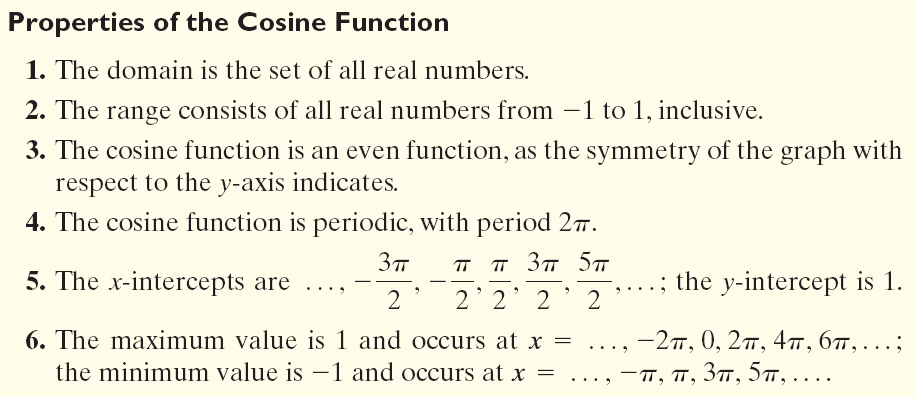 Properties of the Cosine Function
1. The domain is the set of all real numbers.
2. The range consists of all real numbers from −1 to 1, inclusive.
3. The cosine function is an even function, as the symmetry of the graph with
respect to the y-axis indicates.
4. The cosine function is periodic, with period 2π.
5. The x-intercepts are ..., −3π/2, −π/2, π/2, 3π/2, 5π/2, ...; the y-intercept is 1.
6. The maximum value is 1 and occurs at x = ..., −2π, 0, 2π, 4π, 6π, ...;
the minimum value is −1 and occurs at x = ..., −π, π, 3π, 5π, ....